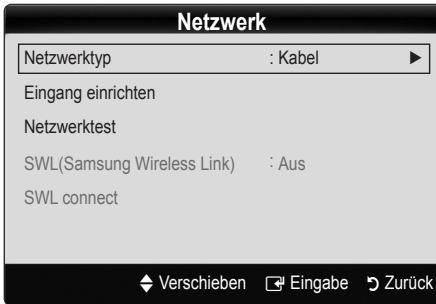 Netzwerk
Netzwerktyp : Kabel ▶
Eingang einrichten
Netzwerktest
SWL(Samsung Wireless Link) : Aus
SWL connect
Verschieben Eingabe Zurück